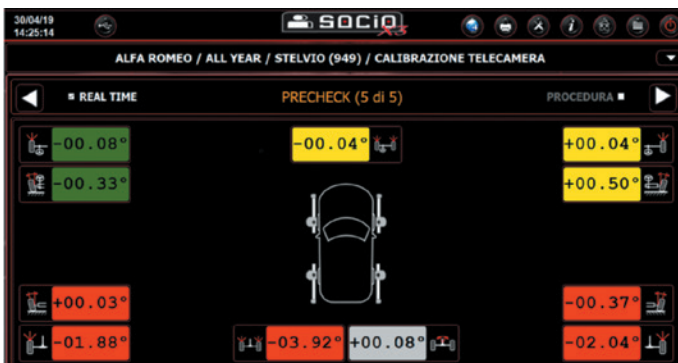 30/04/19
14:25:14
SOCIO X3
ALFA ROMEO / ALL YEAR / STELVIO (949) / CALIBRAZIONE TELECAMERA
REAL TIME
PRECHECK (5 di 5)
PROCEDURA
-00.08° -00.04° +00.04°
-00.33° +00.50°
+00.03° -00.37°
-01.88° -03.92° +00.08° -02.04°